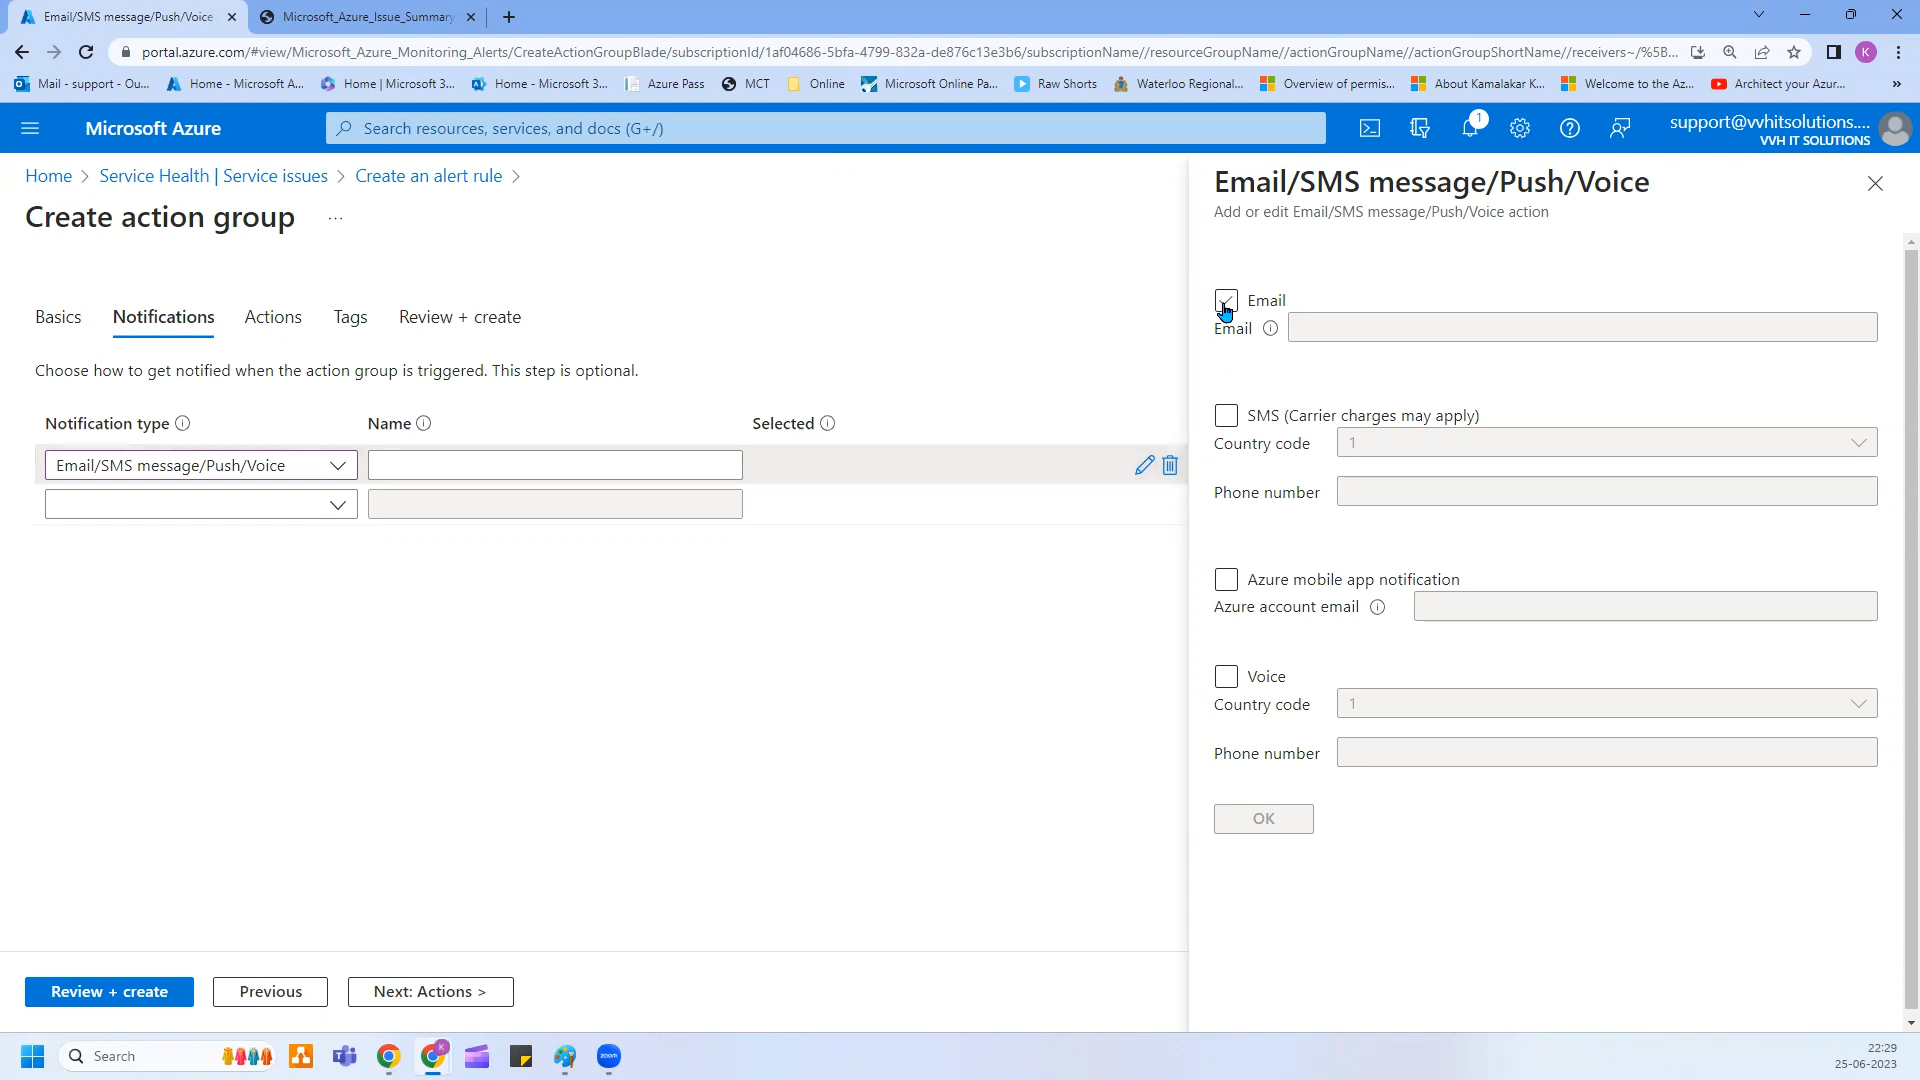 Email/SMS message/Push/Voice
Microsoft_Azure_Issue_Summary
portal.azure.com/#view/Microsoft_Azure_Monitoring_Alerts/CreateActionGroupBlade/subscriptionId/1af04686-5bfa-4799-832a-de876c13e3b6/subscriptionName//resourceGroupName//actionGroupName//actionGroupShortName//receivers~/%5B...
K
Mail - support - Ou...
Home - Microsoft A...
Home | Microsoft 3...
Home - Microsoft 3...
Azure Pass
MCT
Online
Microsoft Online Pa...
Raw Shorts
Waterloo Regional...
Overview of permis...
About Kamalakar K...
Welcome to the Az...
Architect your Azur...
Microsoft Azure
Search resources, services, and docs (G+/)
1
support@vvhitsolutions....
VVH IT SOLUTIONS
Home > Service Health | Service issues > Create an alert rule >
Create action group ...
Basics
Notifications
Actions
Tags
Review + create
Choose how to get notified when the action group is triggered. This step is optional.
Notification type
Name
Selected
Email/SMS message/Push/Voice
Review + create
Previous
Next: Actions >
Email/SMS message/Push/Voice
Add or edit Email/SMS message/Push/Voice action
Email
Email
SMS (Carrier charges may apply)
Country code
1
Phone number
Azure mobile app notification
Azure account email
Voice
Country code
1
Phone number
OK
Search
K
zoom
22:29
25-06-2023